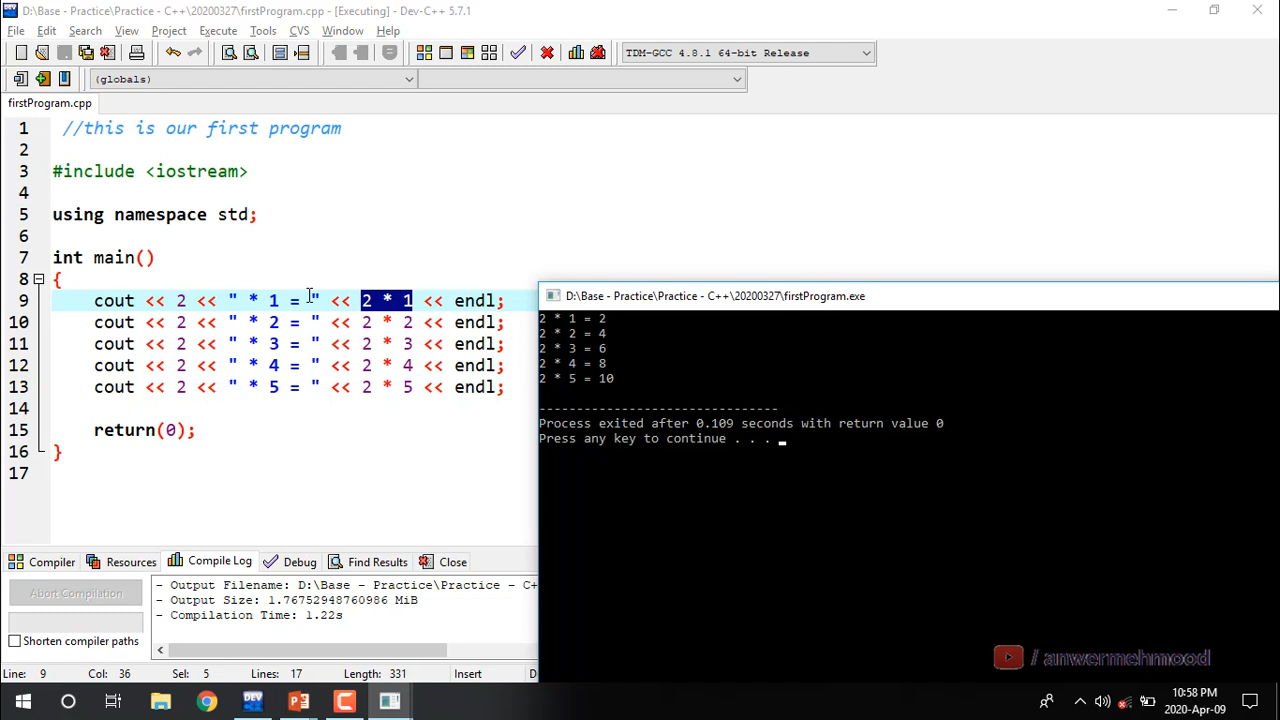 D:\Base - Practice\Practice - C++\20200327\firstProgram.cpp - [Executing] - Dev-C++ 5.7.1
File Edit Search View Project Execute Tools CVS Window Help
TDM-GCC 4.8.1 64-bit Release
(globals)
firstProgram.cpp
1 //this is our first program
2
3 #include <iostream>
4
5 using namespace std;
6
7 int main()
8 {
9 cout << 2 << " * 1 = " << 2 * 1 << endl;
10 cout << 2 << " * 2 = " << 2 * 2 << endl;
11 cout << 2 << " * 3 = " << 2 * 3 << endl;
12 cout << 2 << " * 4 = " << 2 * 4 << endl;
13 cout << 2 << " * 5 = " << 2 * 5 << endl;
14
15 return(0);
16 }
17
D:\Base - Practice\Practice - C++\20200327\firstProgram.exe
2 * 1 = 2
2 * 2 = 4
2 * 3 = 6
2 * 4 = 8
2 * 5 = 10
--------------------------------
Process exited after 0.109 seconds with return value 0
Press any key to continue . . .
Compiler Resources Compile Log Debug Find Results Close
Abort Compilation
Shorten compiler paths
- Output Filename: D:\Base - Practice\Practice - C+
- Output Size: 1.76752948760986 MiB
- Compilation Time: 1.22s
Line: 9 Col: 36 Sel: 5 Lines: 17 Length: 331 Insert D
/ anwermehmood
DEV
10:58 PM
2020-Apr-09